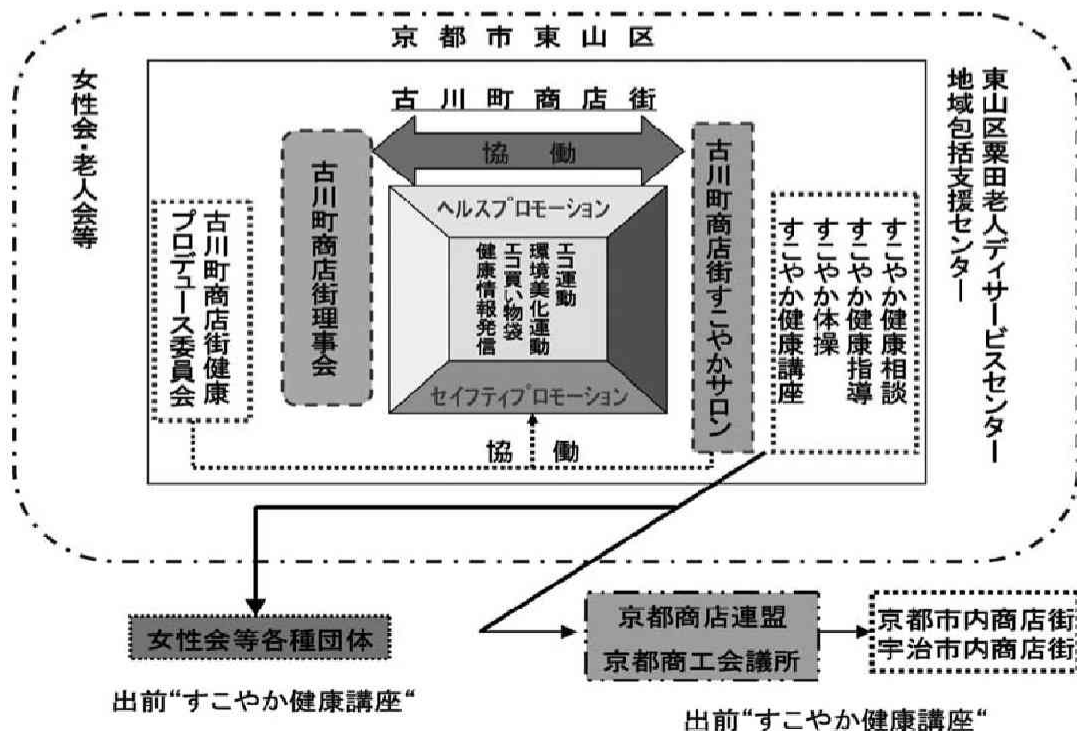 京都市東山区
古川町商店街
東山区粟田老人ディサービスセンター
地域包括支援センター
女性会・老人会等
協働
古川町商店街すこやかサロン
すこやか健康相談
すこやか健康指導
すこやか体操
すこやか健康講座
古川町商店街理事会
古川町商店街健康
プロデュース委員会
ヘルスプロモーション
エコ運動
環境美化運動
エコ買い物袋
健康情報発信
セイフティプロモーション
協働
女性会等各種団体
出前“すこやか健康講座“
京都商店連盟
京都商工会議所
京都市内商店街
宇治市内商店街
出前“すこやか健康講座“